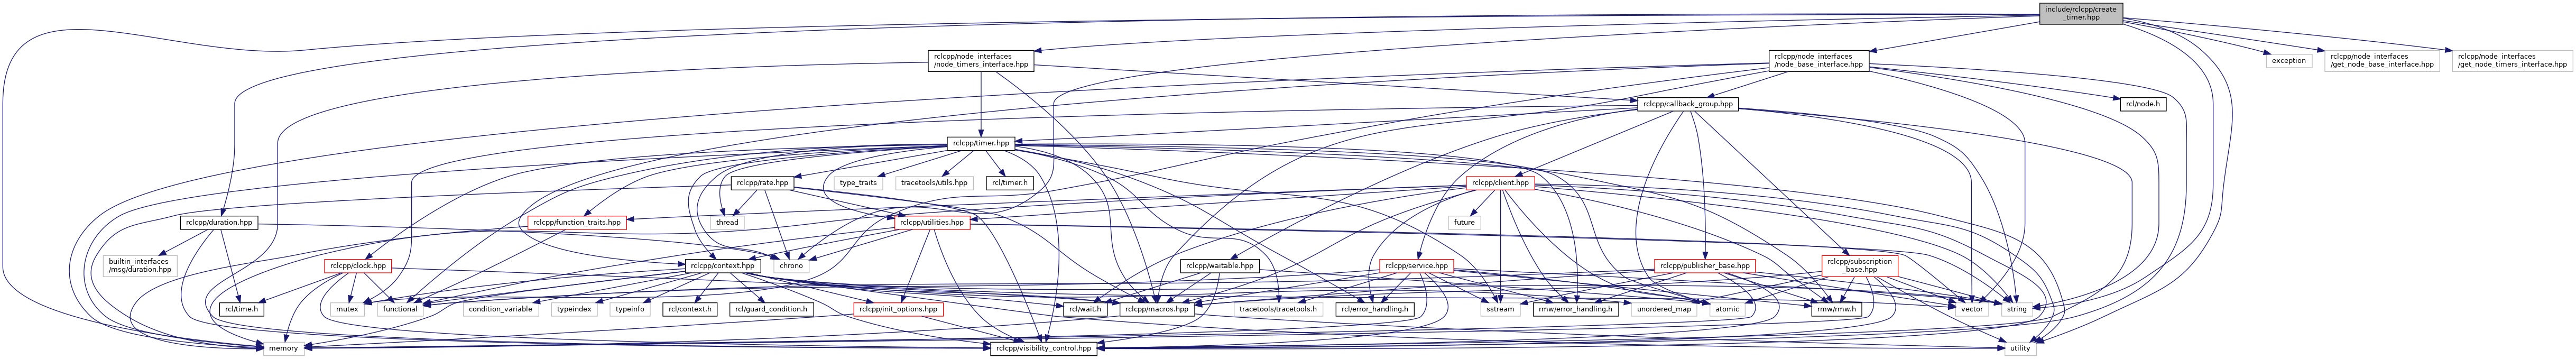 include/rclcpp/create
_timer.hpp
rclcpp/node_interfaces
/node_timers_interface.hpp
rclcpp/node_interfaces
/node_base_interface.hpp
exception
rclcpp/node_interfaces
/get_node_base_interface.hpp
rclcpp/node_interfaces
/get_node_timers_interface.hpp
rclcpp/callback_group.hpp
rcl/node.h
rclcpp/timer.hpp
rclcpp/rate.hpp
type_traits
tracetools/utils.hpp
rcl/timer.h
rclcpp/client.hpp
rclcpp/duration.hpp
rclcpp/function_traits.hpp
thread
rclcpp/utilities.hpp
future
builtin_interfaces
/msg/duration.hpp
rclcpp/clock.hpp
chrono
rclcpp/context.hpp
rclcpp/waitable.hpp
rclcpp/service.hpp
rclcpp/publisher_base.hpp
rclcpp/subscription
_base.hpp
rcl/time.h
mutex
functional
condition_variable
typeindex
typeinfo
rcl/context.h
rcl/guard_condition.h
rclcpp/init_options.hpp
rcl/wait.h
rclcpp/macros.hpp
tracetools/tracetools.h
rcl/error_handling.h
sstream
rmw/error_handling.h
unordered_map
atomic
rmw/rmw.h
vector
string
memory
rclcpp/visibility_control.hpp
utility